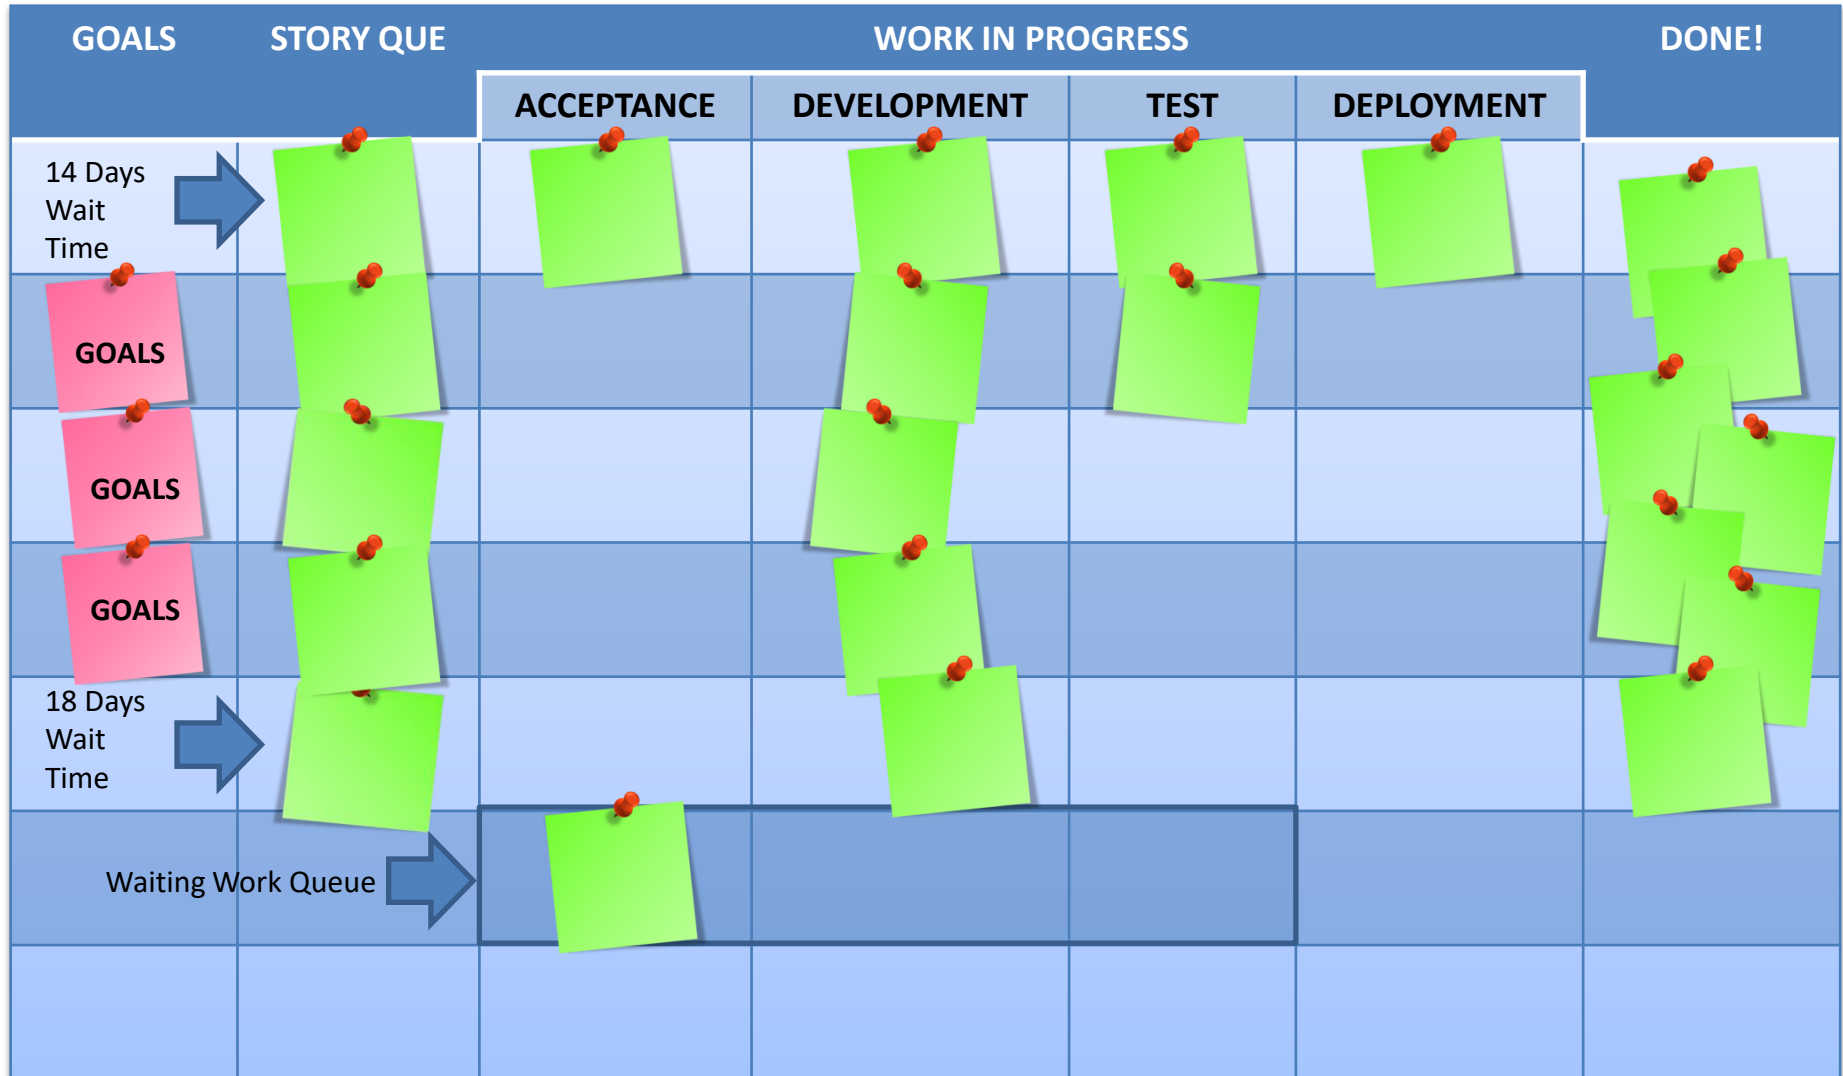 GOALS STORY QUE WORK IN PROGRESS DONE!
ACCEPTANCE DEVELOPMENT TEST DEPLOYMENT
14 Days
Wait
Time
GOALS
GOALS
GOALS
18 Days
Wait
Time
Waiting Work Queue